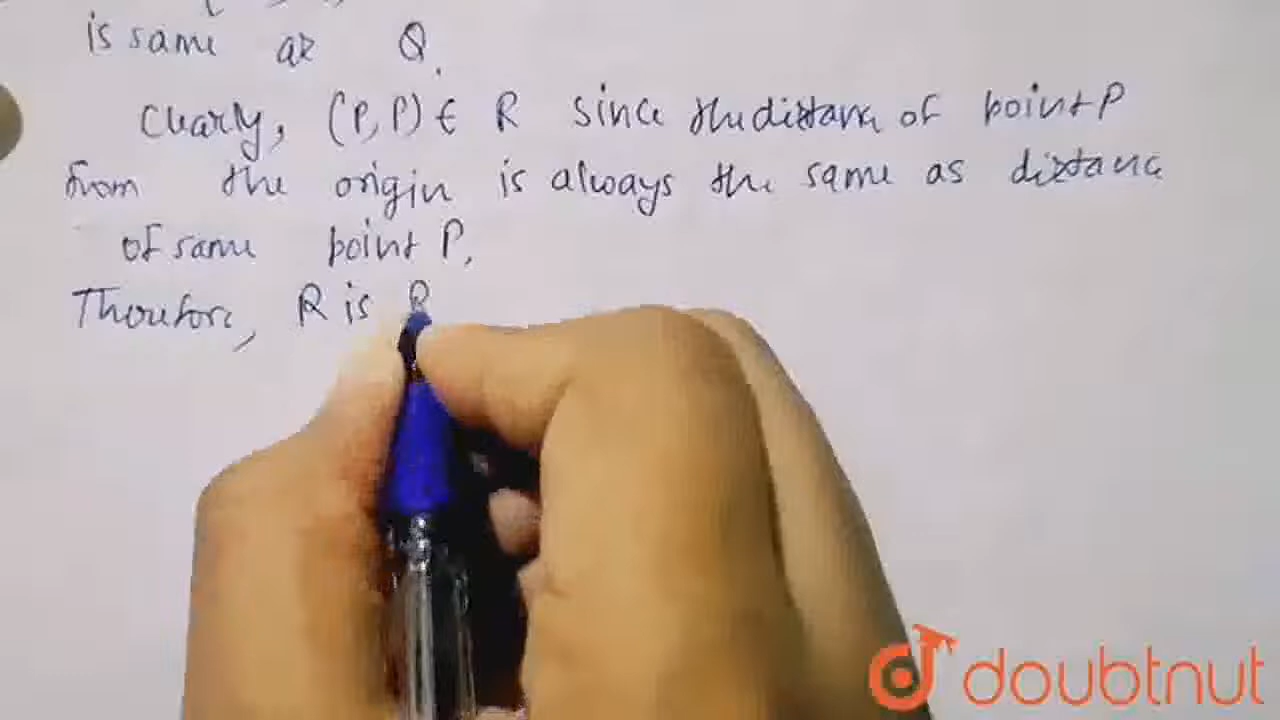 is same as Q.
Clearly, (P,P) ∈ R since the distance of point P
from the origin is always the same as distance
of same point P.
Therefore, R is R
doubtnut